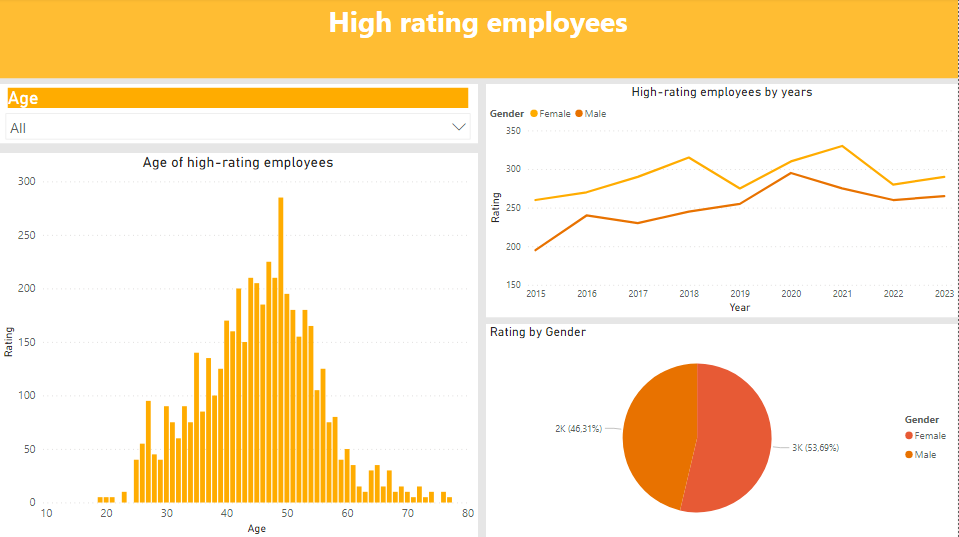 High rating employees
Age
All
Age of high-rating employees
300
250
200
150
100
50
0
Rating
10 20 30 40 50 60 70 80
Age
High-rating employees by years
Gender Female Male
350
300
250
200
150
Rating
2015 2016 2017 2018 2019 2020 2021 2022 2023
Year
Rating by Gender
2K (46,31%)
3K (53,69%)
Gender
Female
Male